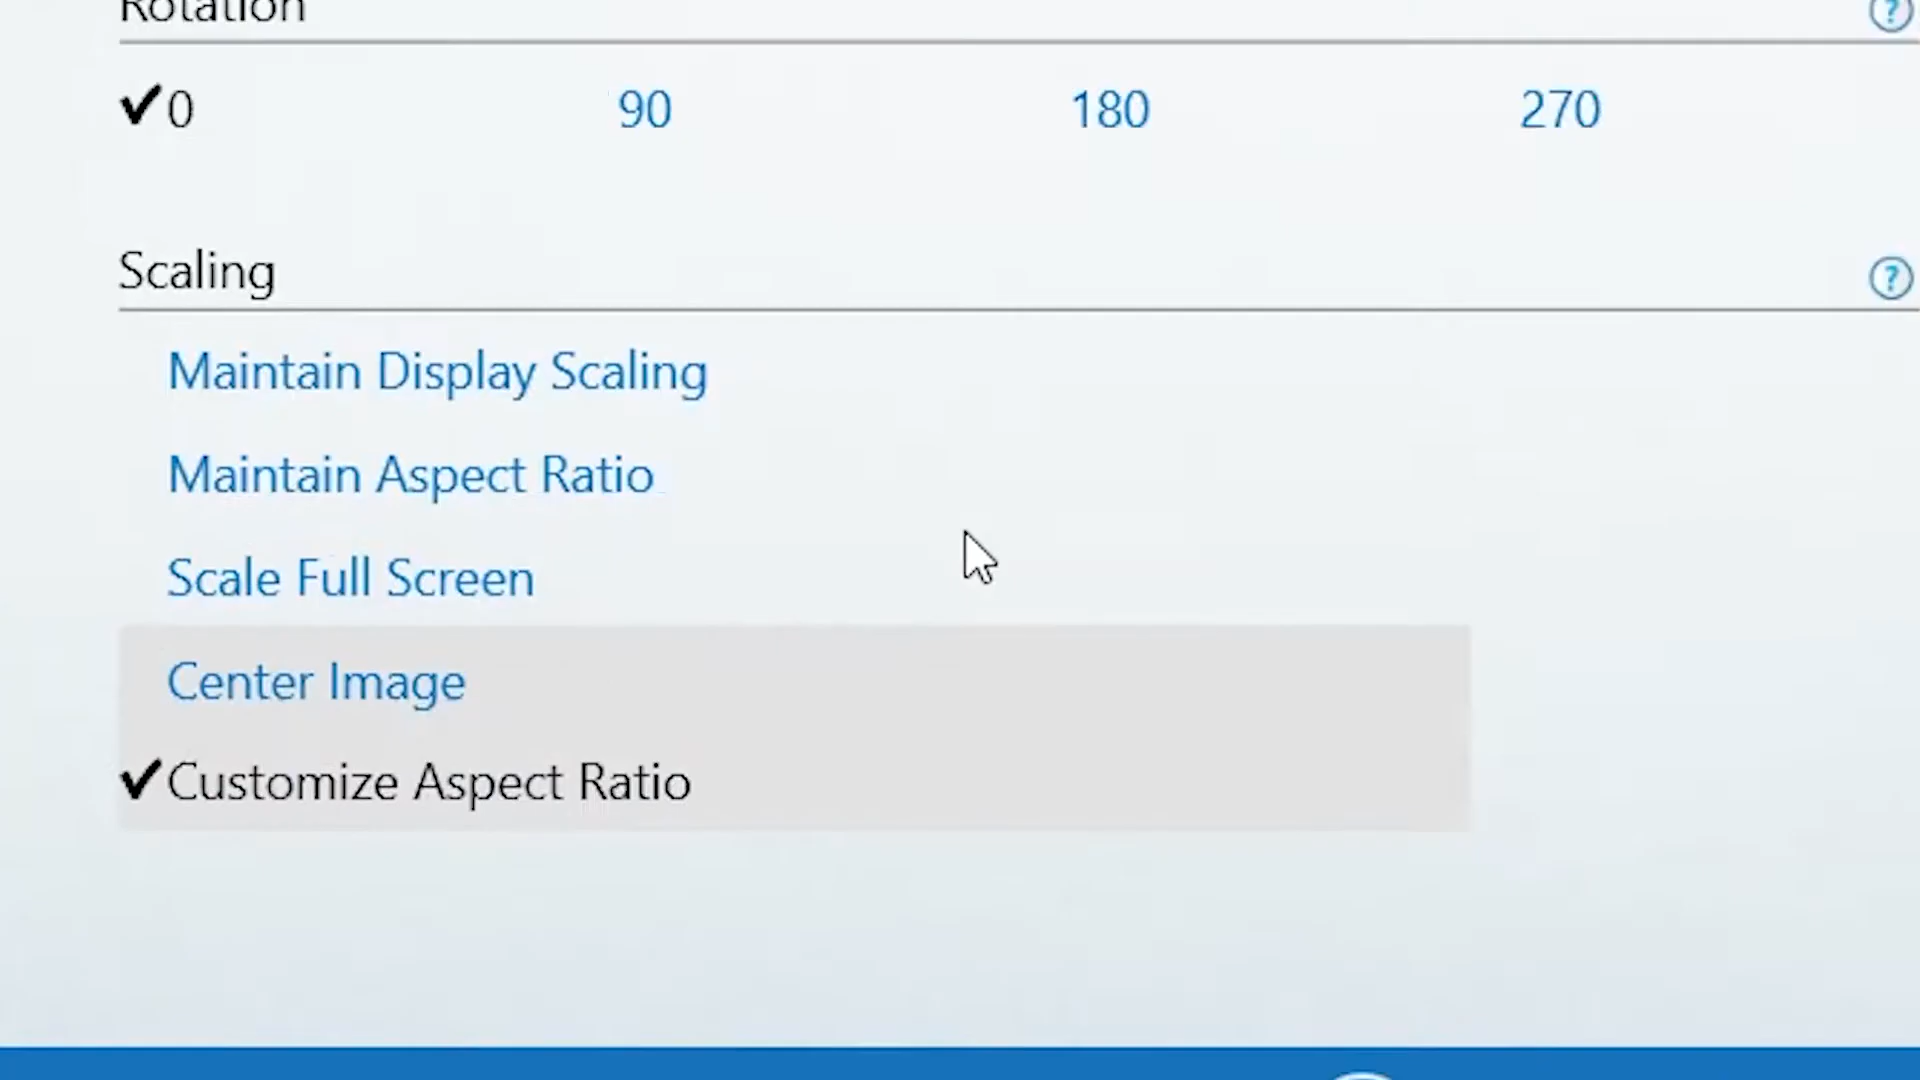 Rotation
✔0 90 180 270
Scaling
Maintain Display Scaling
Maintain Aspect Ratio
Scale Full Screen
Center Image
✔Customize Aspect Ratio